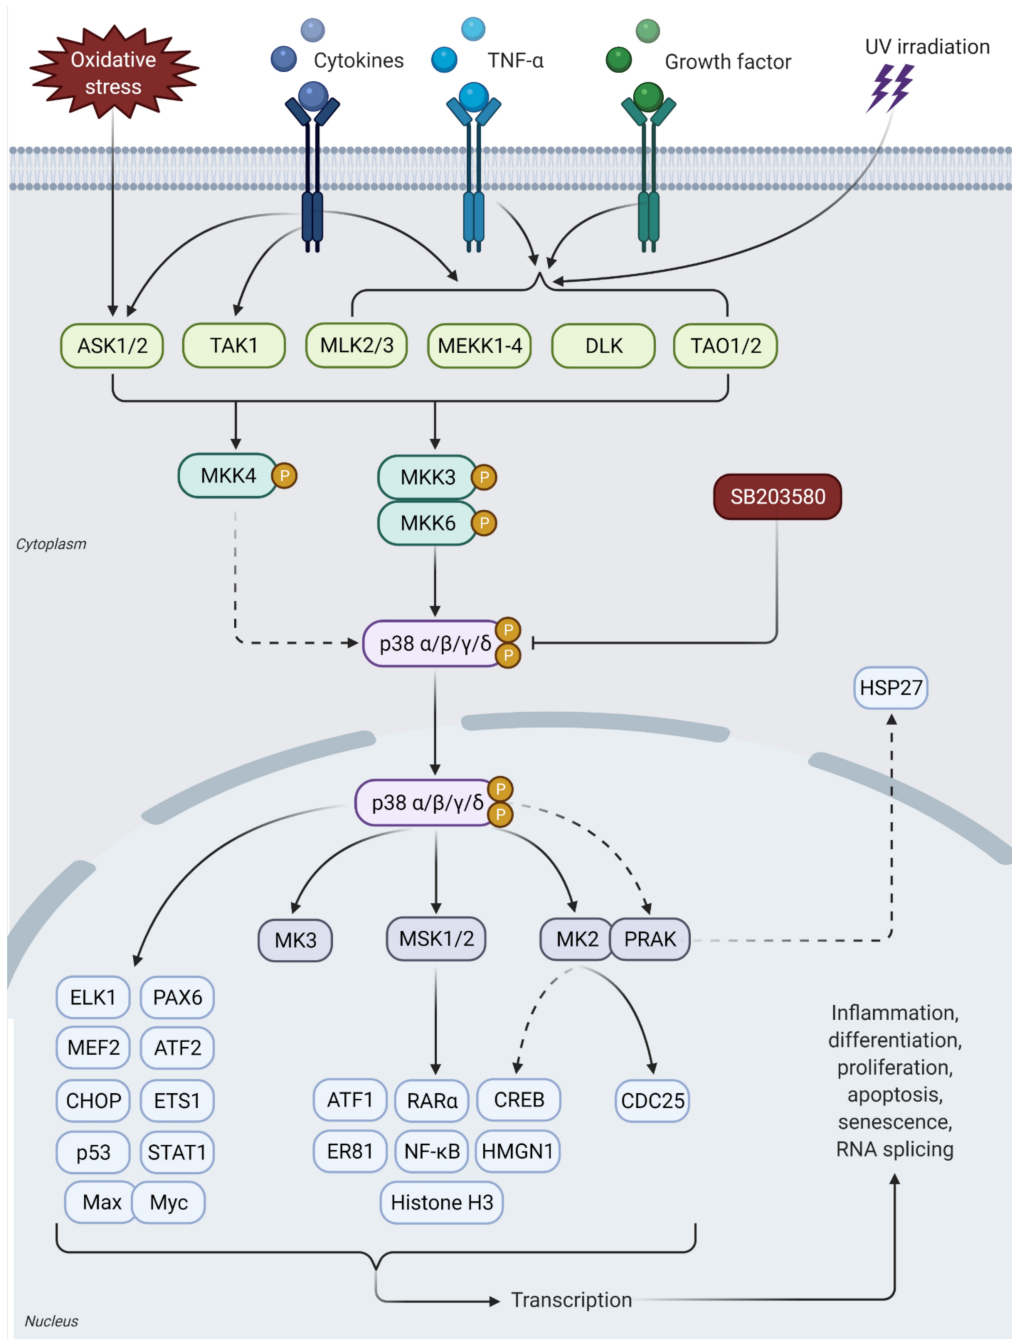 Oxidative
stress
Cytokines
TNF-α
Growth factor
UV irradiation
ASK1/2
TAK1
MLK2/3
MEKK1-4
DLK
TAO1/2
MKK4
P
MKK3
P
MKK6
P
SB203580
Cytoplasm
p38 α/β/γ/δ
P
P
HSP27
p38 α/β/γ/δ
P
P
MK3
MSK1/2
MK2
PRAK
ELK1
PAX6
MEF2
ATF2
CHOP
ETS1
p53
STAT1
Max
Myc
ATF1
RARα
CREB
CDC25
ER81
NF-κB
HMGN1
Histone H3
Inflammation,
differentiation,
proliferation,
apoptosis,
senescence,
RNA splicing
Transcription
Nucleus